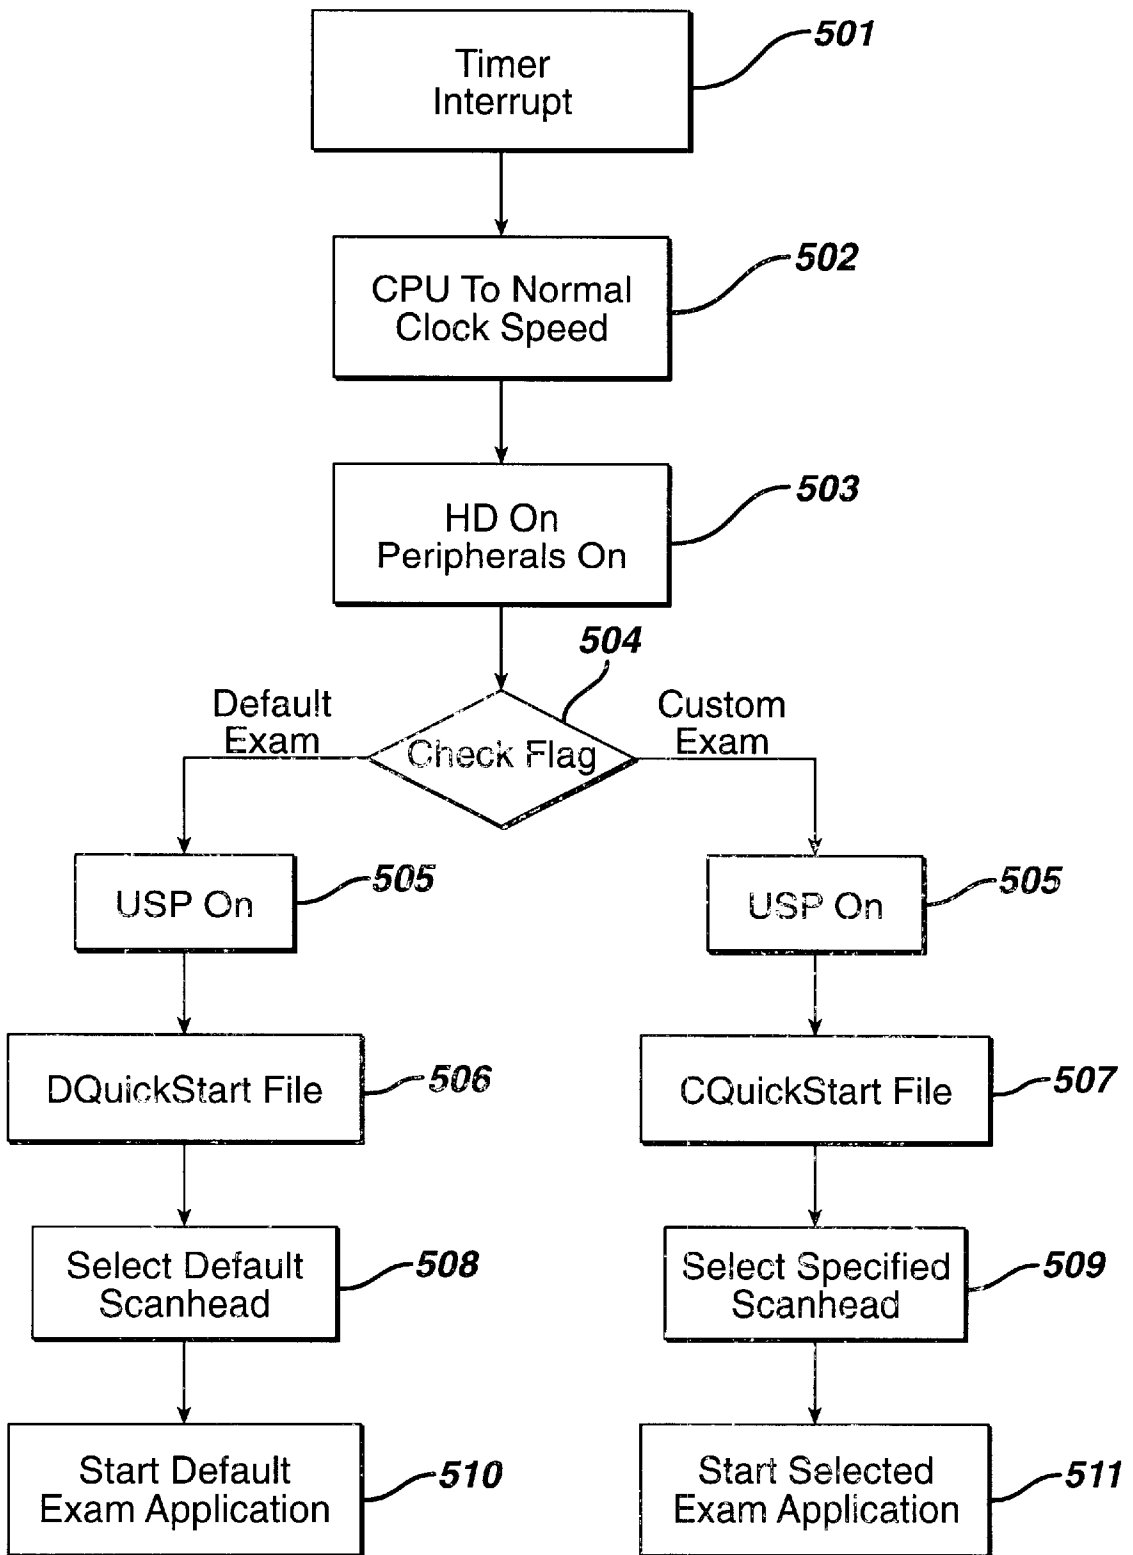 501
Timer
Interrupt
502
CPU To Normal
Clock Speed
503
HD On
Peripherals On
504
Default
Exam
Check Flag
Custom
Exam
USP On
505
USP On
505
DQuickStart File
506
CQuickStart File
507
Select Default
Scanhead
508
Select Specified
Scanhead
509
Start Default
Exam Application
510
Start Selected
Exam Application
511